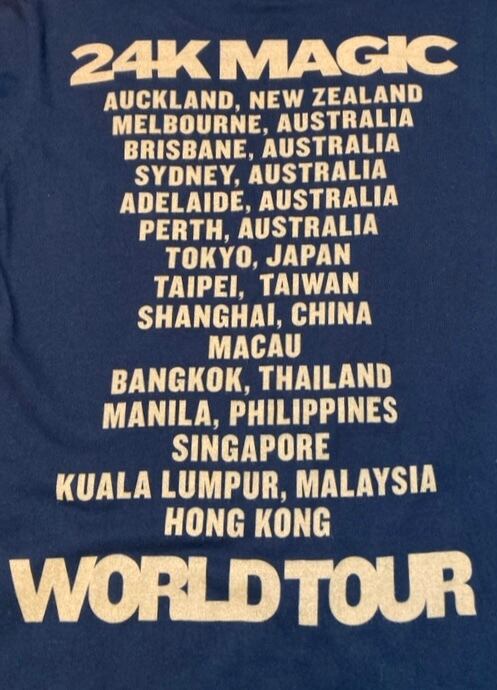 24K MAGIC
AUCKLAND, NEW ZEALAND
MELBOURNE, AUSTRALIA
BRISBANE, AUSTRALIA
SYDNEY, AUSTRALIA
ADELAIDE, AUSTRALIA
PERTH, AUSTRALIA
TOKYO, JAPAN
TAIPEI, TAIWAN
SHANGHAI, CHINA
MACAU
BANGKOK, THAILAND
MANILA, PHILIPPINES
SINGAPORE
KUALA LUMPUR, MALAYSIA
HONG KONG
WORLD TOUR